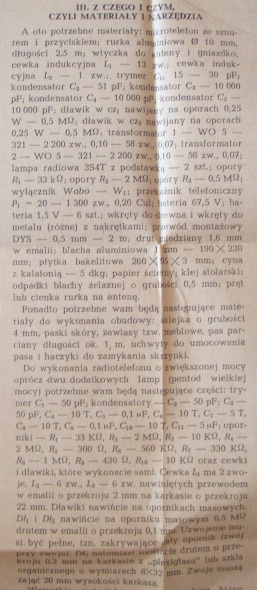 III. Z CZEGO I CZYM,
CZYLI MATERIAŁY I NARZĘDZIA
A oto potrzebne materiały: mikrotelefon ze sznu-
rem i przyciskiem; rurka aluminiowa Ø 10 mm,
długości 2,5 m; wtyczka do anteny i gniazdko;
cewka indukcyjna L₁ — 13 zw.; cewka induk-
cyjna L₀ — 1 zw.; trymer C₁, 15 — 30 pF;
kondensator C₂ — 51 pF; kondensator C₃ — 10 000
pF; kondensator C₄ — 10 000 pF; kondensator C₅ —
10 000 pF; dławik w cz₁ nawijany na oporach 0,25
W — 0,5 MΩ; dławik w cz₂ nawijany na oporach
0,25 W — 0,5 MΩ; transformator 1 — WO 5 —
321 — 2 200 zw., 0,10 — 58 zw., 0,07; transformator
2 — WO 5 — 321 — 2 200 zw., 0,10 — 58 zw., 0,07;
lampa radiowa 3S4T z podstawką — 2 szt.; opory
R₁ — 33 kΩ; opory R₂ — 2 MΩ; opory R₃ — 0,5 MΩ;
wyłącznik Wabo — W₁; przekaźnik telefoniczny
P₁ ~ 20 — 1 300 zw., 0,20 Cul; bateria 67,5 V; ba-
teria 1,5 V — 6 szt.; wkręty do drewna i wkręty do
metalu (różne) z nakrętkami; przewód montażowy
DYS — 0,5 mm — 2 m; drut miedziany 1,6 mm
w emalii; blacha aluminiowa 1 mm — 190 × 230
mm; płytka bakelitowa 260 × 95 × 3 mm; cyna
z kalafonią — 5 dkg; papier ścierny, klej stolarski;
odpadki blachy żelaznej o grubości 0,5 mm; pręt
lub cienka rurka na antenę.
Ponadto potrzebne wam będą następujące mate-
riały do wykonania obudowy: sklejka o grubości
4 mm, paski skóry, zawiasy tzw. meblowe, pas par-
ciany długości ok. 1, m, uchwyty do umocowania
pasa i haczyki do zamykania skrzynki.
Do wykonania radiotelefonu o zwiększonej mocy
oprócz dwu dodatkowych lamp (pentod wielkiej
mocy) potrzebne wam będą następujące części: try-
mer C₂ — 50 pF; kondensatory — C₃ — 50 pF; C₄ —
50 pF, C₄ — 10 T, C₅ — 0,1 μF, C₆ — 10 T, C₇ — 5 T,
C₈ — 10 T, C₉ — 0,1 μF, C₁₀ — 10 T, C₁₁ — 5 μF; opor-
niki — R₁ — 33 KΩ, R₂ — 2 MΩ, R₃ — 10 KΩ, R₄ —
2 MΩ, R₅ — 300 Ω, R₆ — 560 KΩ, R₇ — 330 KΩ,
R₈ — 1 MΩ, R₉ — 430 Ω, R₁₀ — 10 KΩ oraz cewki
i dławiki, które wykonacie sami. Cewka L₄ ma 2 zwo-
je, L₂ — 6 zw., L₃ — 6 zw. nawiniętych przewodem
w emalii o przekroju 2 mm na karkasie o przekroju
22 mm. Dławiki nawińcie na opornikach masowych.
Dł₁ i Dł₂ nawińcie na oporniku masowym 0,5 MΩ
drutem w emalii o przekroju 0,1 mm. Uzwojenie mu-
si być pełne, tzn. zakrywające cały opornik (zwój
przy zwoju). Dł₃ natomiast nawińcie drutem o prze-
kroju 0,2 mm na karkasie z „plexiglasu" lub szkła
organicznego o wymiarach 8×32 mm. Zwoje muszą
zająć 20 mm wysokości karkasa.